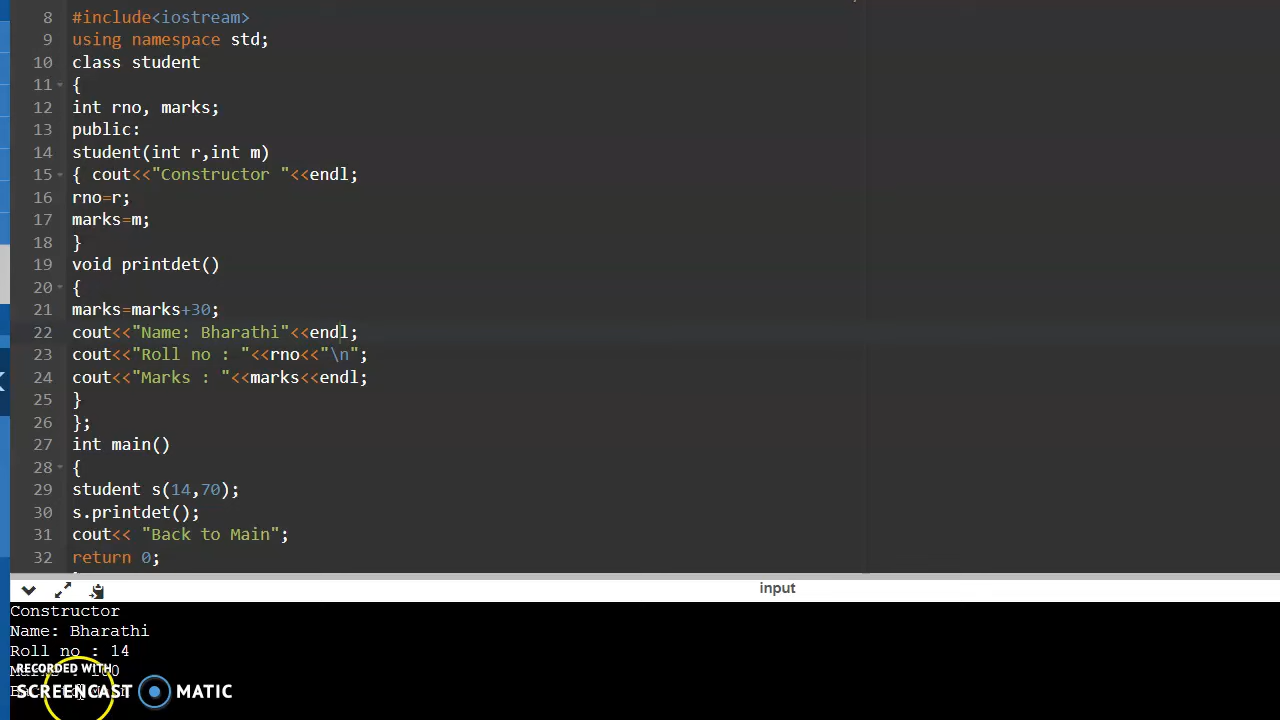 8 #include<iostream>
9 using namespace std;
10 class student
11 {
12 int rno, marks;
13 public:
14 student(int r,int m)
15 { cout<<"Constructor "<<endl;
16 rno=r;
17 marks=m;
18 }
19 void printdet()
20 {
21 marks=marks+30;
22 cout<<"Name: Bharathi"<<endl;
23 cout<<"Roll no : "<<rno<<"\n";
24 cout<<"Marks : "<<marks<<endl;
25 }
26 };
27 int main()
28 {
29 student s(14,70);
30 s.printdet();
31 cout<< "Back to Main";
32 return 0;
input
Constructor
Name: Bharathi
Roll no : 14
RECORDED WITH
SCREENCAST MATIC